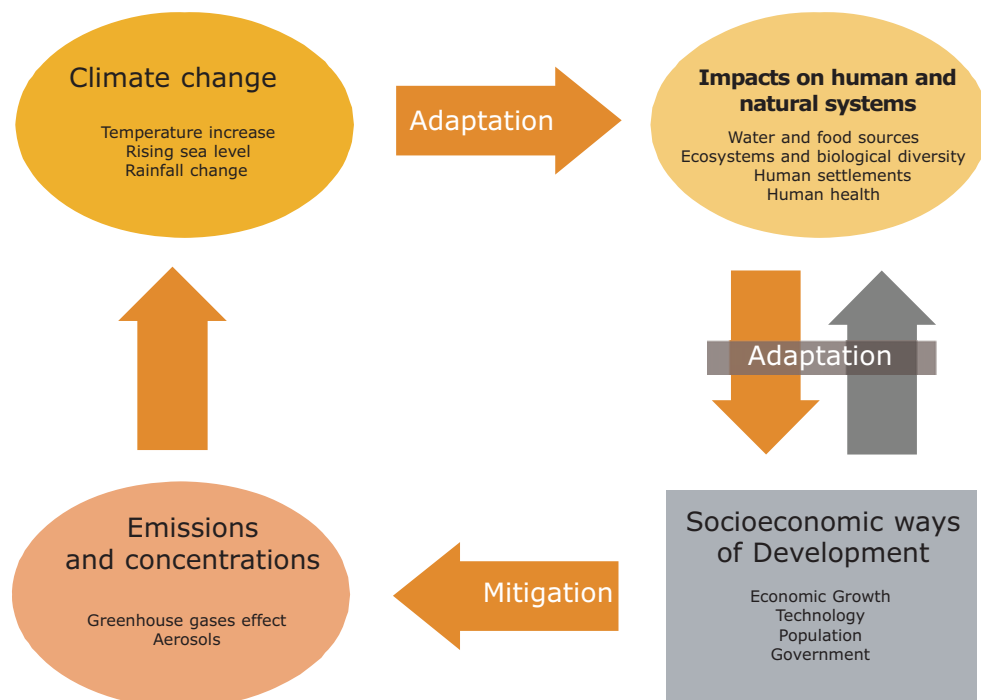 Climate change
Temperature increase
Rising sea level
Rainfall change
Adaptation
Impacts on human and
natural systems
Water and food sources
Ecosystems and biological diversity
Human settlements
Human health
Adaptation
Emissions
and concentrations
Greenhouse gases effect
Aerosols
Mitigation
Socioeconomic ways
of Development
Economic Growth
Technology
Population
Government